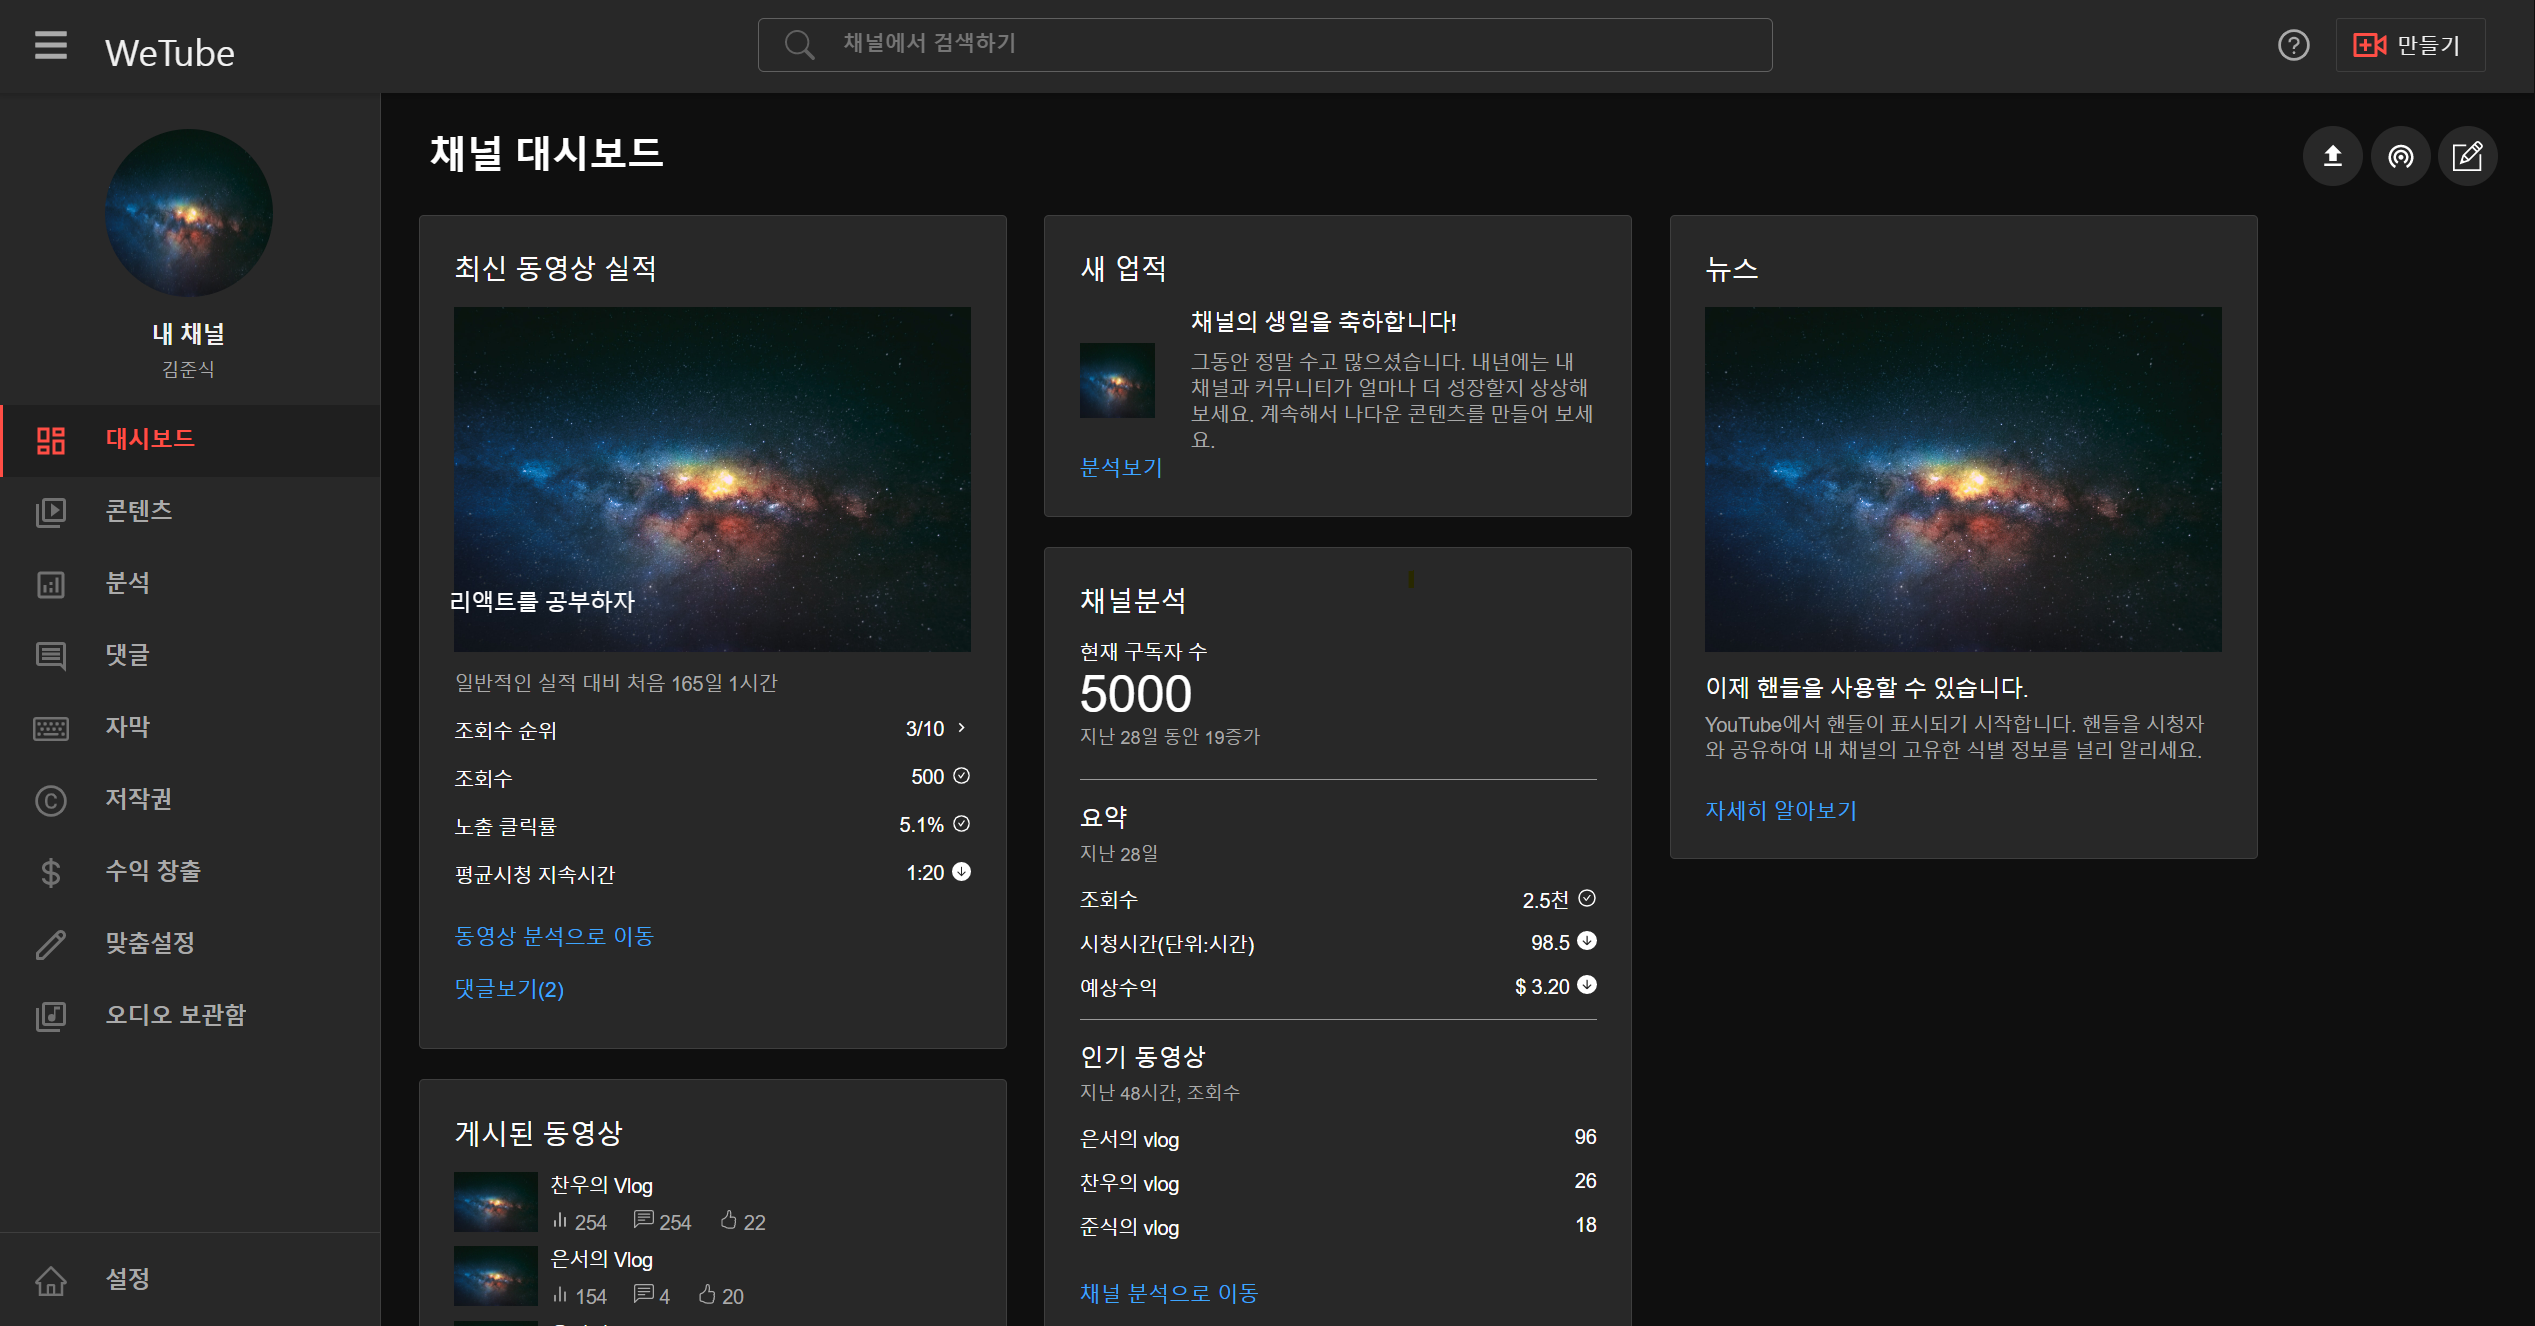 WeTube
채널에서 검색하기
만들기
내 채널
김준식
대시보드
콘텐츠
분석
댓글
자막
저작권
수익 창출
맞춤설정
오디오 보관함
설정
채널 대시보드
최신 동영상 실적
리액트를 공부하자
일반적인 실적 대비 처음 165일 1시간
조회수 순위 3/10
조회수 500
노출 클릭률 5.1%
평균시청 지속시간 1:20
동영상 분석으로 이동
댓글보기(2)
게시된 동영상
찬우의 Vlog
254 254 22
은서의 Vlog
154 4 20
새 업적
채널의 생일을 축하합니다!
그동안 정말 수고 많으셨습니다. 내년에는 내
채널과 커뮤니티가 얼마나 더 성장할지 상상해
보세요. 계속해서 나다운 콘텐츠를 만들어 보세
요.
분석보기
채널분석
현재 구독자 수
5000
지난 28일 동안 19증가
요약
지난 28일
조회수 2.5천
시청시간(단위:시간) 98.5
예상수익 $ 3.20
인기 동영상
지난 48시간, 조회수
은서의 vlog 96
찬우의 vlog 26
준식의 vlog 18
채널 분석으로 이동
뉴스
이제 핸들을 사용할 수 있습니다.
YouTube에서 핸들이 표시되기 시작합니다. 핸들을 시청자
와 공유하여 내 채널의 고유한 식별 정보를 널리 알리세요.
자세히 알아보기